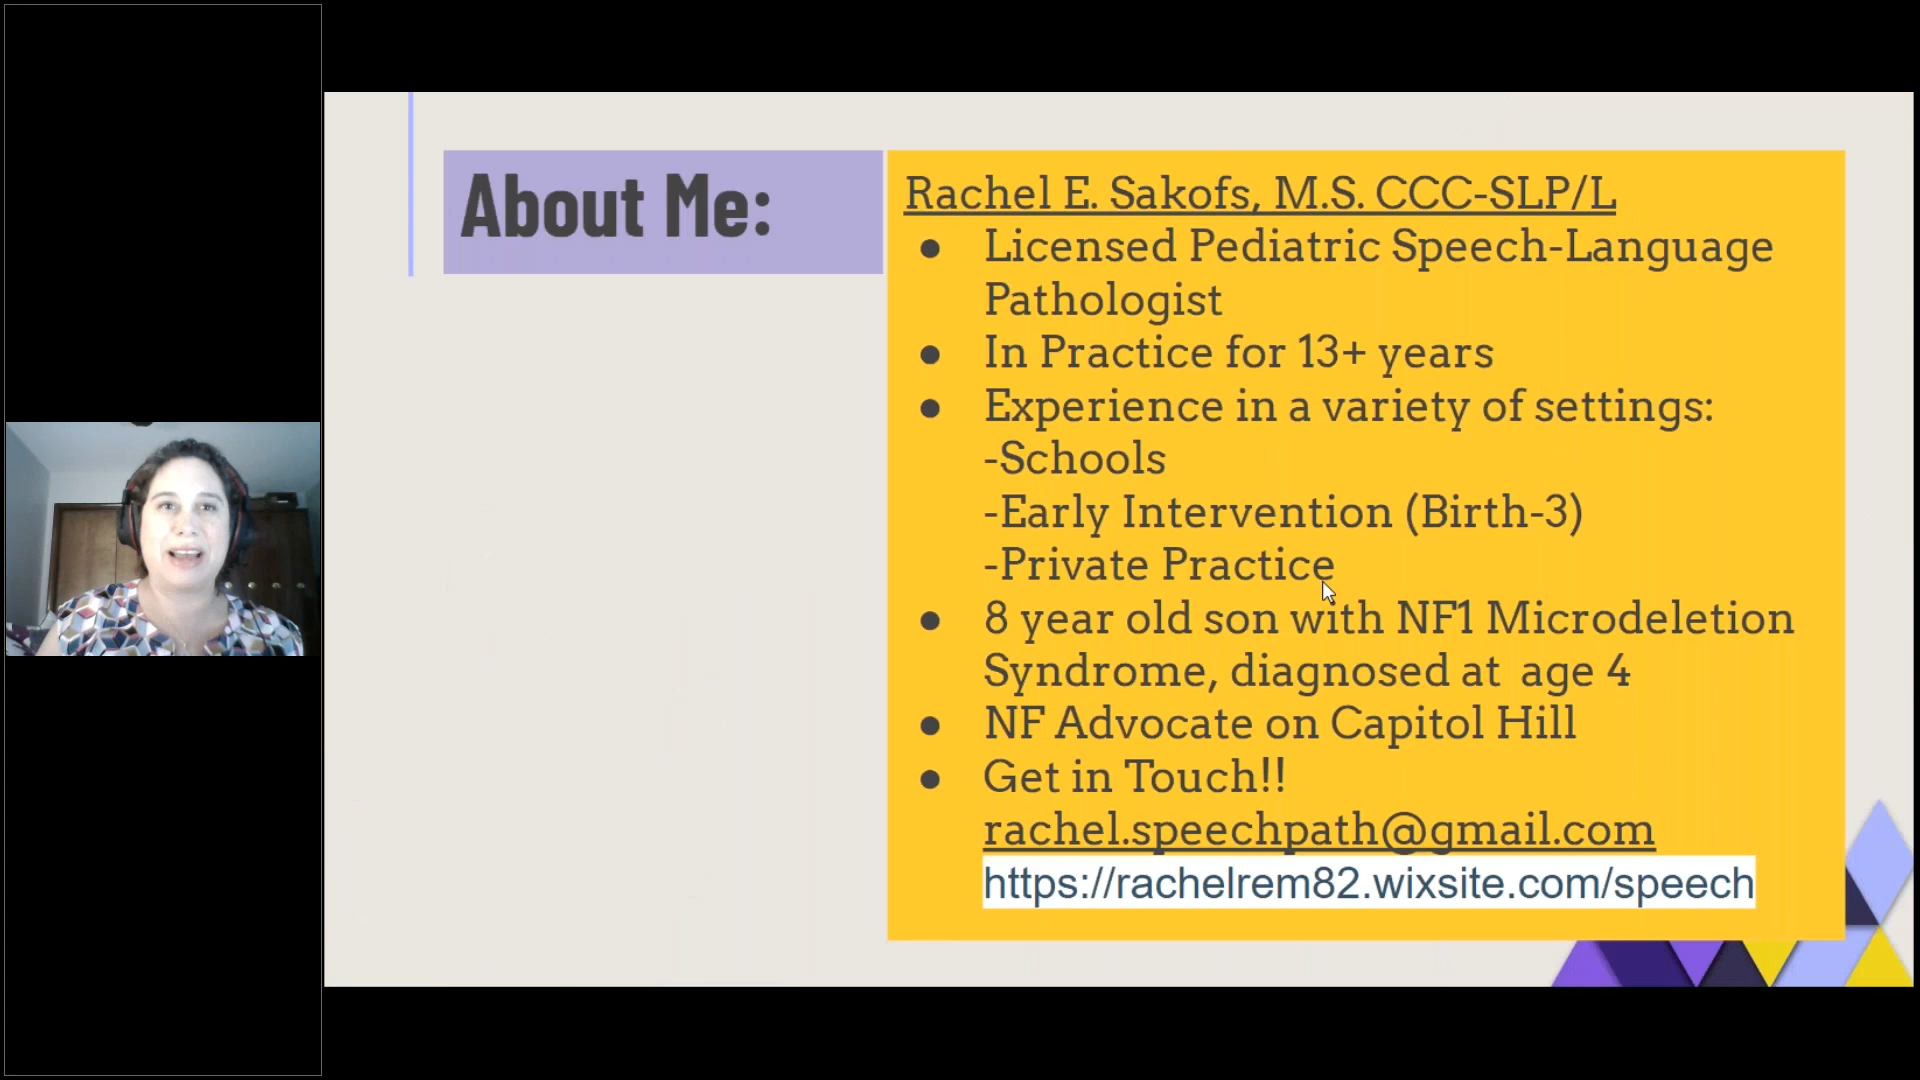 About Me:
Rachel E. Sakofs, M.S. CCC-SLP/L
● Licensed Pediatric Speech-Language
Pathologist
● In Practice for 13+ years
● Experience in a variety of settings:
-Schools
-Early Intervention (Birth-3)
-Private Practice
● 8 year old son with NF1 Microdeletion
Syndrome, diagnosed at age 4
● NF Advocate on Capitol Hill
● Get in Touch!!
rachel.speechpath@gmail.com
https://rachelrem82.wixsite.com/speech